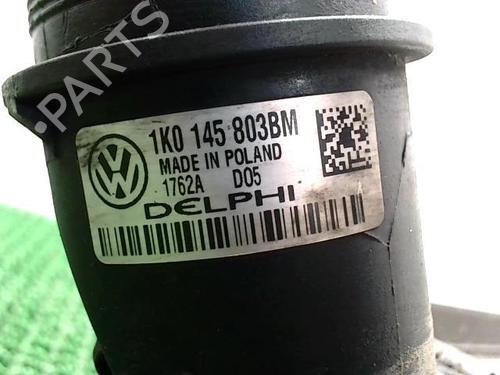 PARTS
1K0 145 803BM
MADE IN POLAND
1762A D05
DELPHI